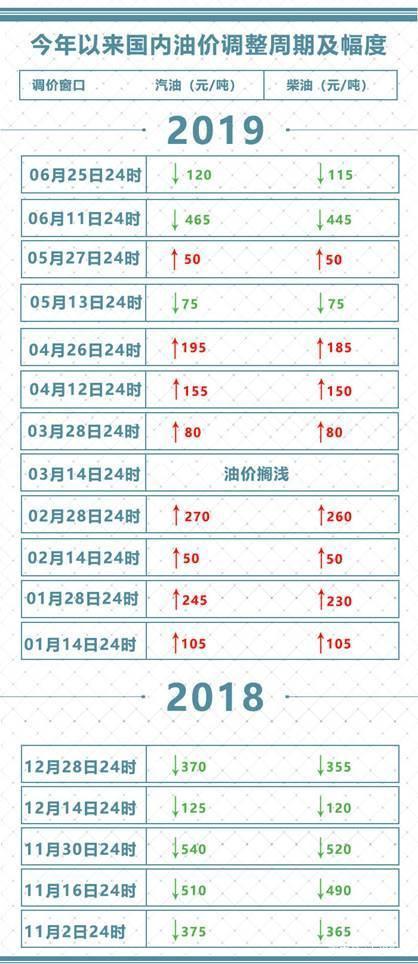 今年以来国内油价调整周期及幅度
调价窗口 汽油（元/吨） 柴油（元/吨）
2019
06月25日24时 ↓120 ↓115
06月11日24时 ↓465 ↓445
05月27日24时 ↑50 ↑50
05月13日24时 ↓75 ↓75
04月26日24时 ↑195 ↑185
04月12日24时 ↑155 ↑150
03月28日24时 ↑80 ↑80
03月14日24时 油价搁浅
02月28日24时 ↑270 ↑260
02月14日24时 ↑50 ↑50
01月28日24时 ↑245 ↑230
01月14日24时 ↑105 ↑105
2018
12月28日24时 ↓370 ↓355
12月14日24时 ↓125 ↓120
11月30日24时 ↓540 ↓520
11月16日24时 ↓510 ↓490
11月2日24时 ↓375 ↓365